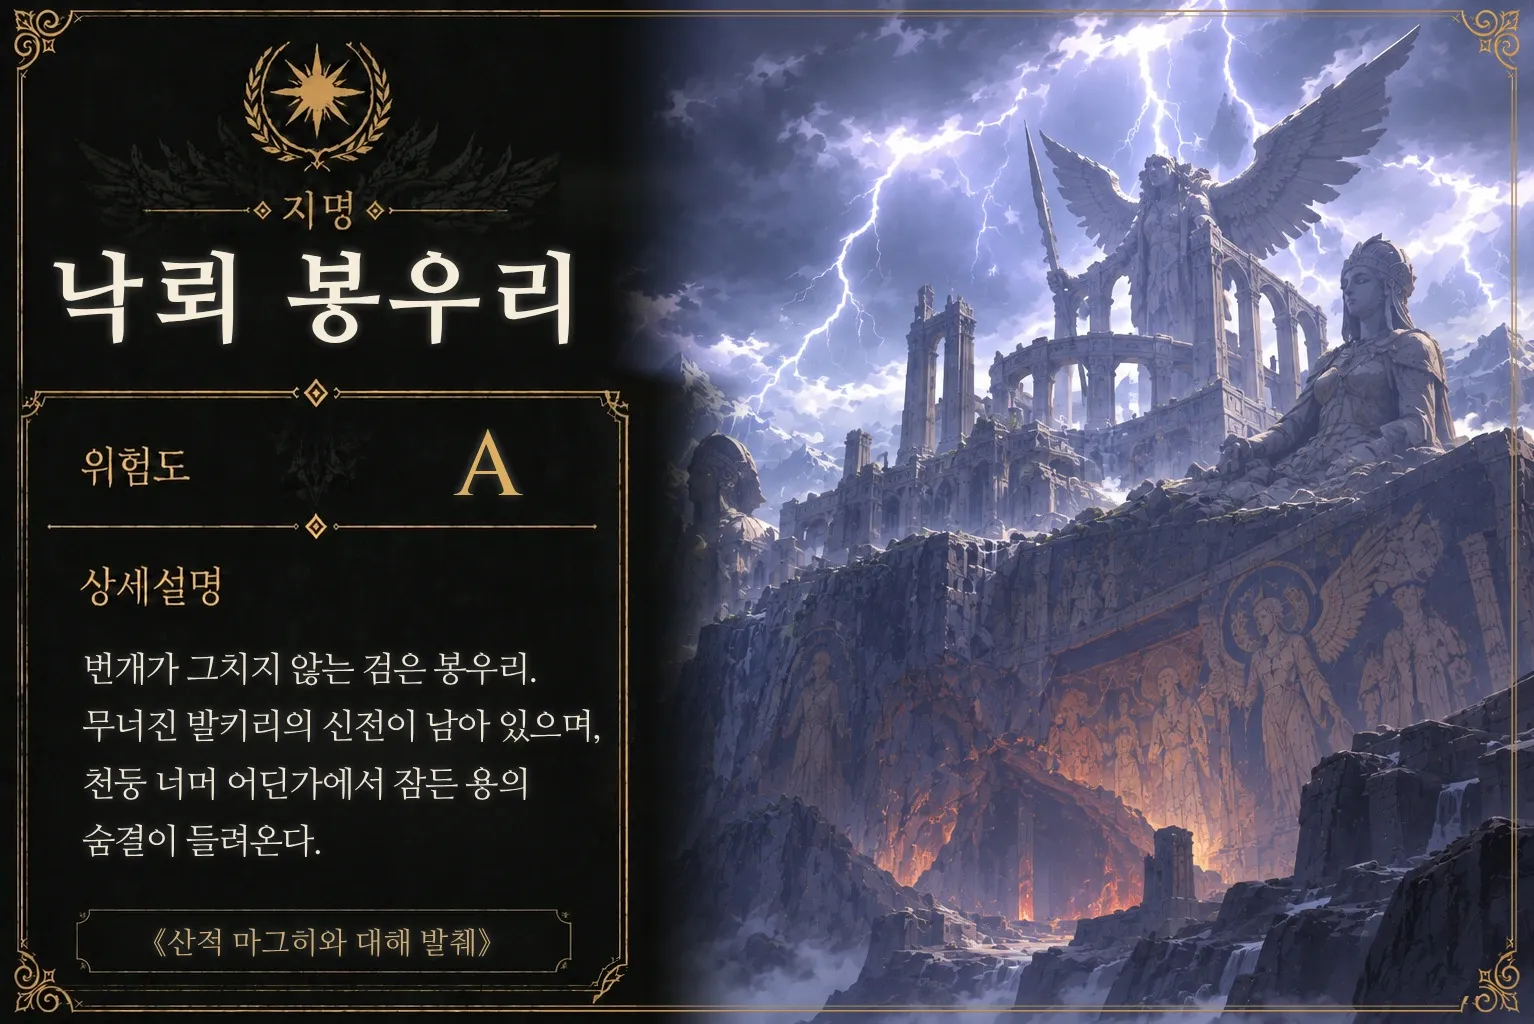 지명
낙뢰 봉우리
위험도
A
상세설명
번개가 그치지 않는 검은 봉우리.
무너진 발키리의 신전이 남아 있으며,
천둥 너머 어딘가에서 잠든 용의
숨결이 들려온다.
《산적 마그히와 대해 발췌》